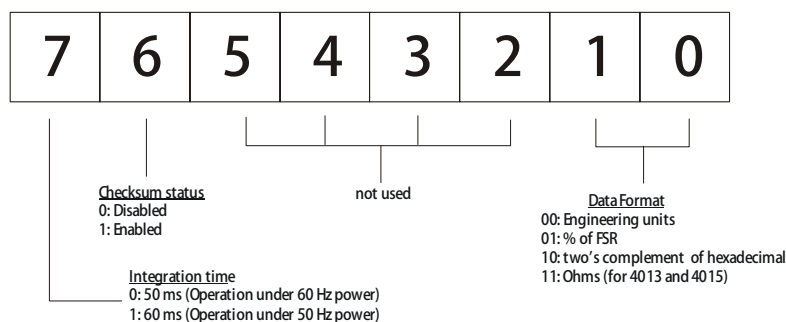 7 6 5 4 3 2 1 0
Checksum status
0: Disabled
1: Enabled
not used
Data Format
00: Engineering units
01: % of FSR
10: two's complement of hexadecimal
11: Ohms (for 4013 and 4015)
Integration time
0: 50 ms (Operation under 60 Hz power)
1: 60 ms (Operation under 50 Hz power)